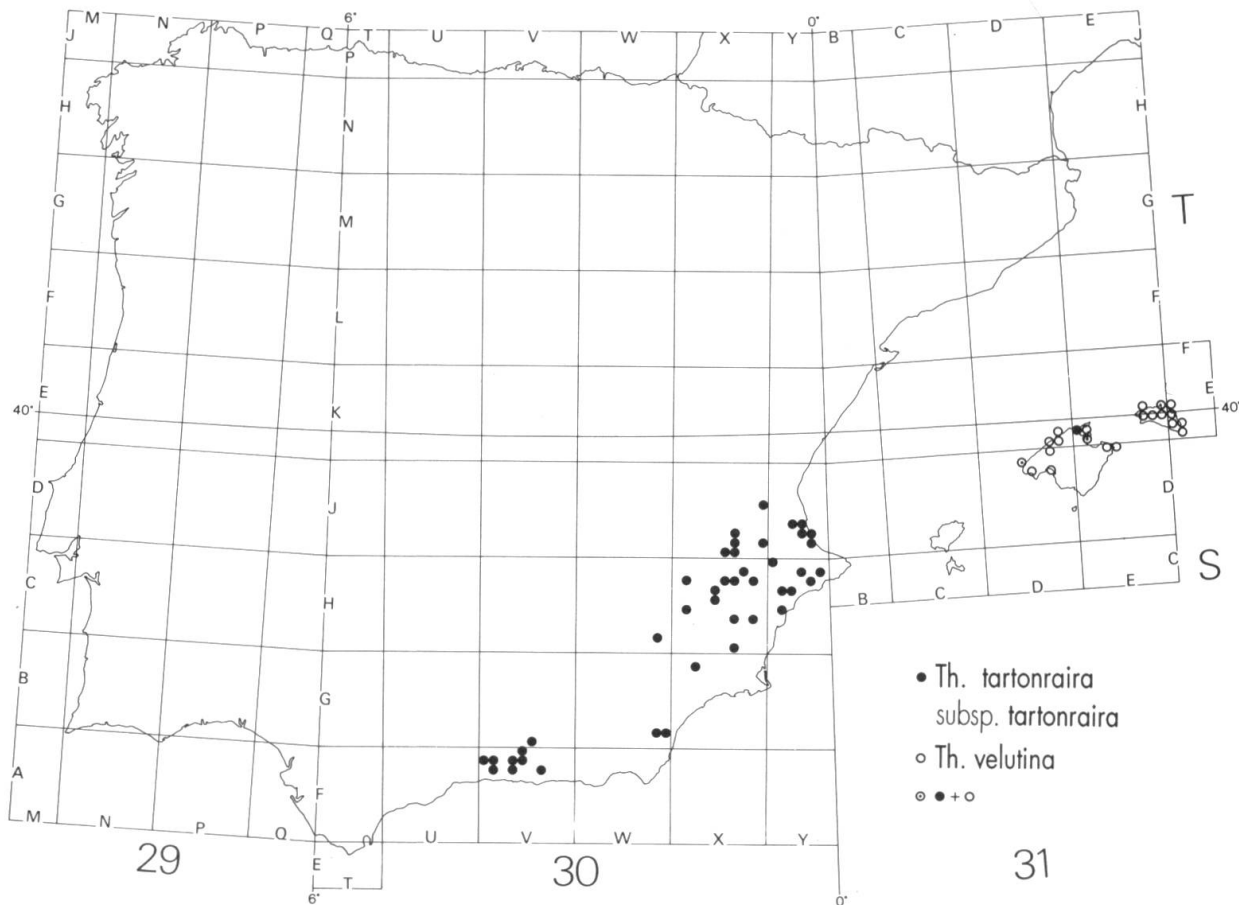 M N P Q 6° T U V W X Y 0° B C D E J
J P
H N H
G M G T
F L F
F
E K E
40° 40°
D J D
C H B C D E C S
B G
A F
M N P Q E U V W X Y
T
6° 0°
29 30 31
● Th. tartonraira
subsp. tartonraira
○ Th. velutina
⊙ ● + ○